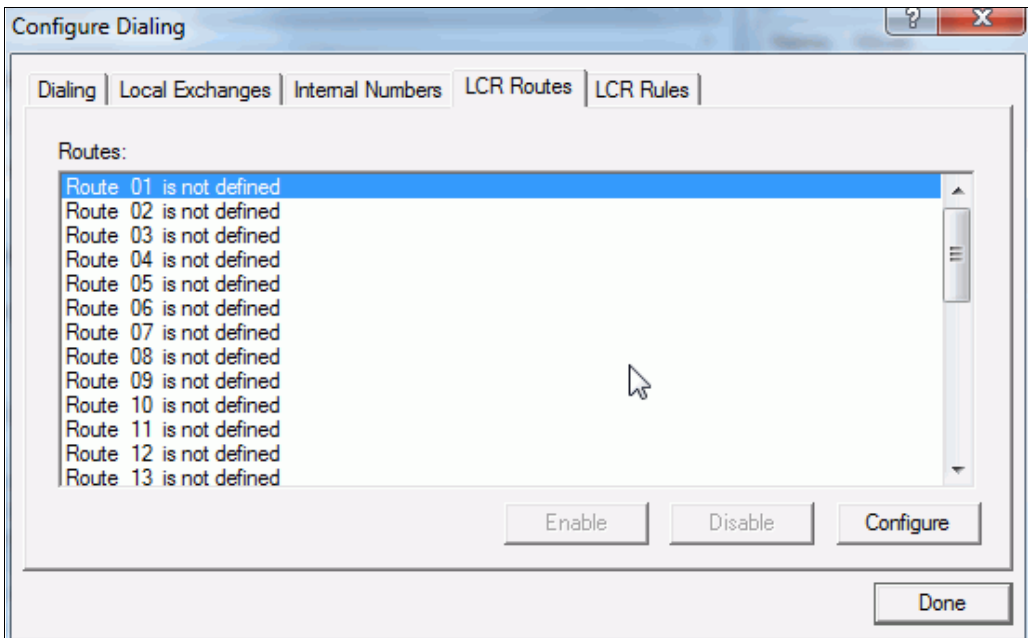 Configure Dialing
?
X
Dialing
Local Exchanges
Internal Numbers
LCR Routes
LCR Rules
Routes:
Route 01 is not defined
Route 02 is not defined
Route 03 is not defined
Route 04 is not defined
Route 05 is not defined
Route 06 is not defined
Route 07 is not defined
Route 08 is not defined
Route 09 is not defined
Route 10 is not defined
Route 11 is not defined
Route 12 is not defined
Route 13 is not defined
Enable
Disable
Configure
Done